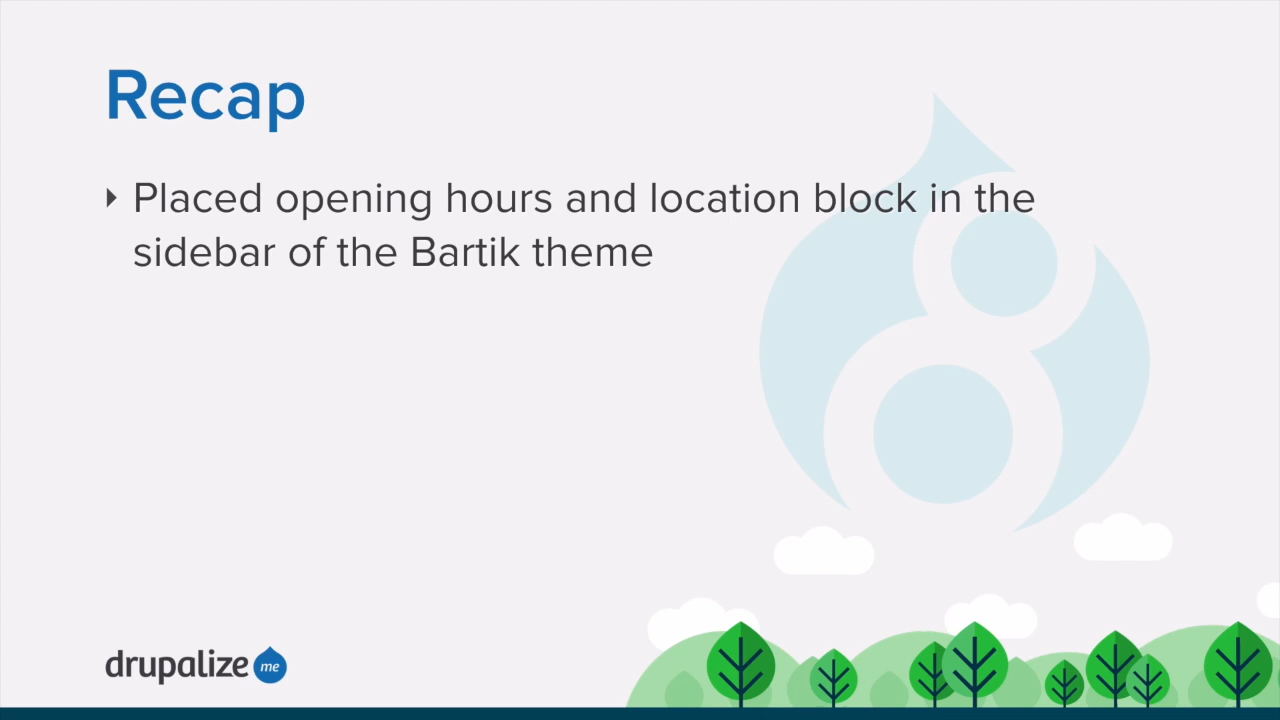 Recap
Placed opening hours and location block in the
sidebar of the Bartik theme
drupalize me